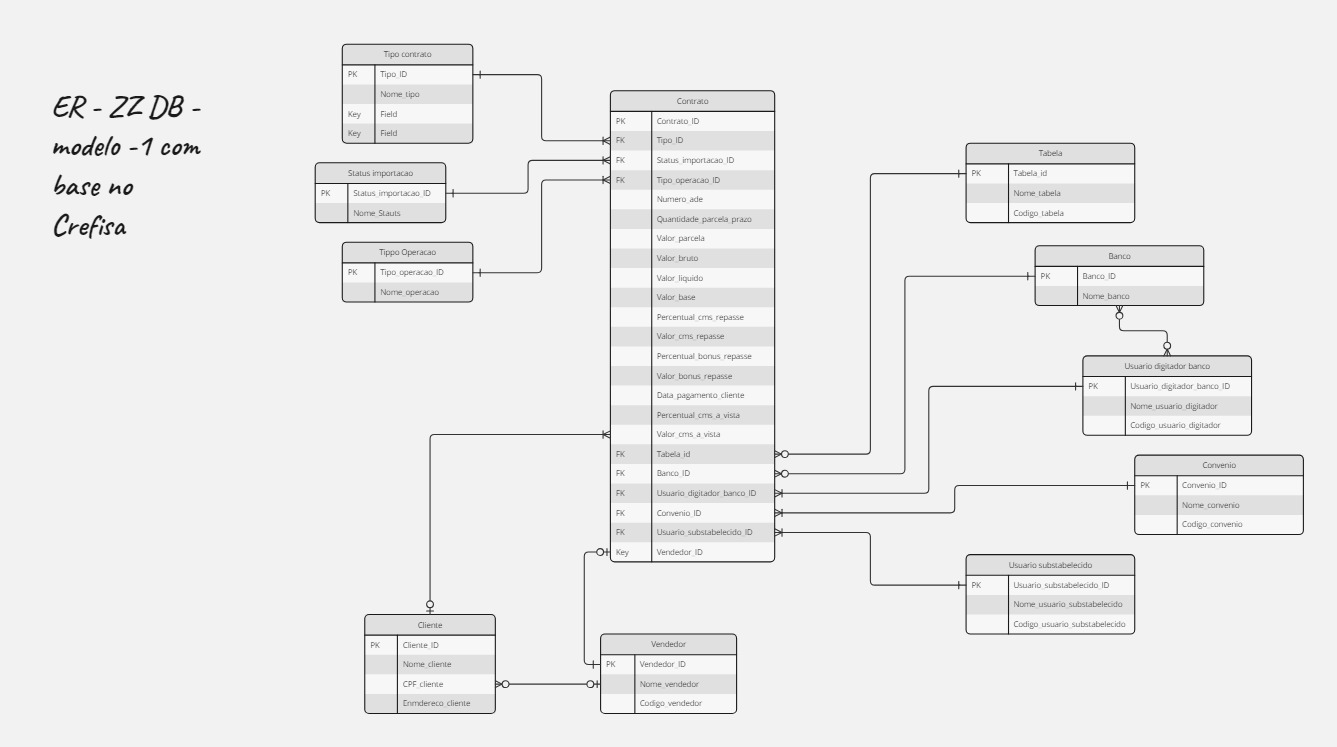 ER - ZZ DB -
modelo -1 com
base no
Crefisa
Tipo contrato
PK Tipo_ID
Nome_tipo
Key Field
Key Field
Status importacao
PK Status_importacao_ID
Nome_Stauts
Tippo Operacao
PK Tipo_operacao_ID
Nome_operacao
Contrato
PK Contrato_ID
FK Tipo_ID
FK Status_importacao_ID
FK Tipo_operacao_ID
Numero_ade
Quantidade_parcela_prazo
Valor_parcela
Valor_bruto
Valor_liquido
Valor_base
Percentual_cms_repasse
Valor_cms_repasse
Percentual_bonus_repasse
Valor_bonus_repasse
Data_pagamento_cliente
Percentual_cms_a_vista
Valor_cms_a_vista
FK Tabela_id
FK Banco_ID
FK Usuario_digitador_banco_ID
FK Convenio_ID
FK Usuario_substabelecido_ID
Key Vendedor_ID
Tabela
PK Tabela_id
Nome_tabela
Codigo_tabela
Banco
PK Banco_ID
Nome_banco
Usuario digitador banco
PK Usuario_digitador_banco_ID
Nome_usuario_digitador
Codigo_usuario_digitador
Convenio
PK Convenio_ID
Nome_convenio
Codigo_convenio
Usuario substabelecido
PK Usuario_substabelecido_ID
Nome_usuario_substabelecido
Codigo_usuario_substabelecido
Cliente
PK Cliente_ID
Nome_cliente
CPF_cliente
Enmdereco_cliente
Vendedor
PK Vendedor_ID
Nome_vendedor
Codigo_vendedor